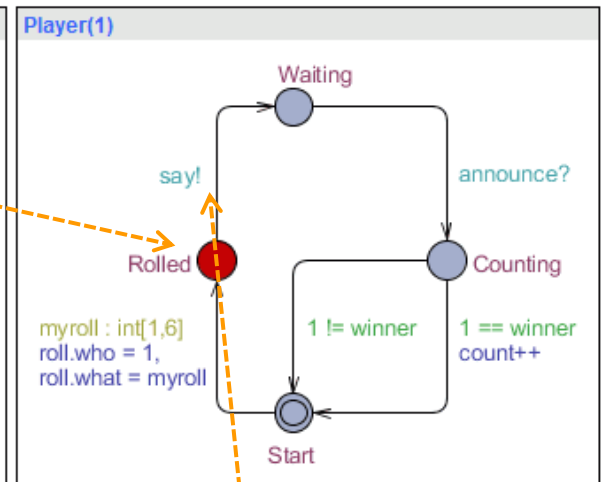 Player(1)
Waiting
say!
announce?
Rolled
Counting
myroll : int[1,6]
roll.who = 1,
roll.what = myroll
1 != winner
1 == winner
count++
Start